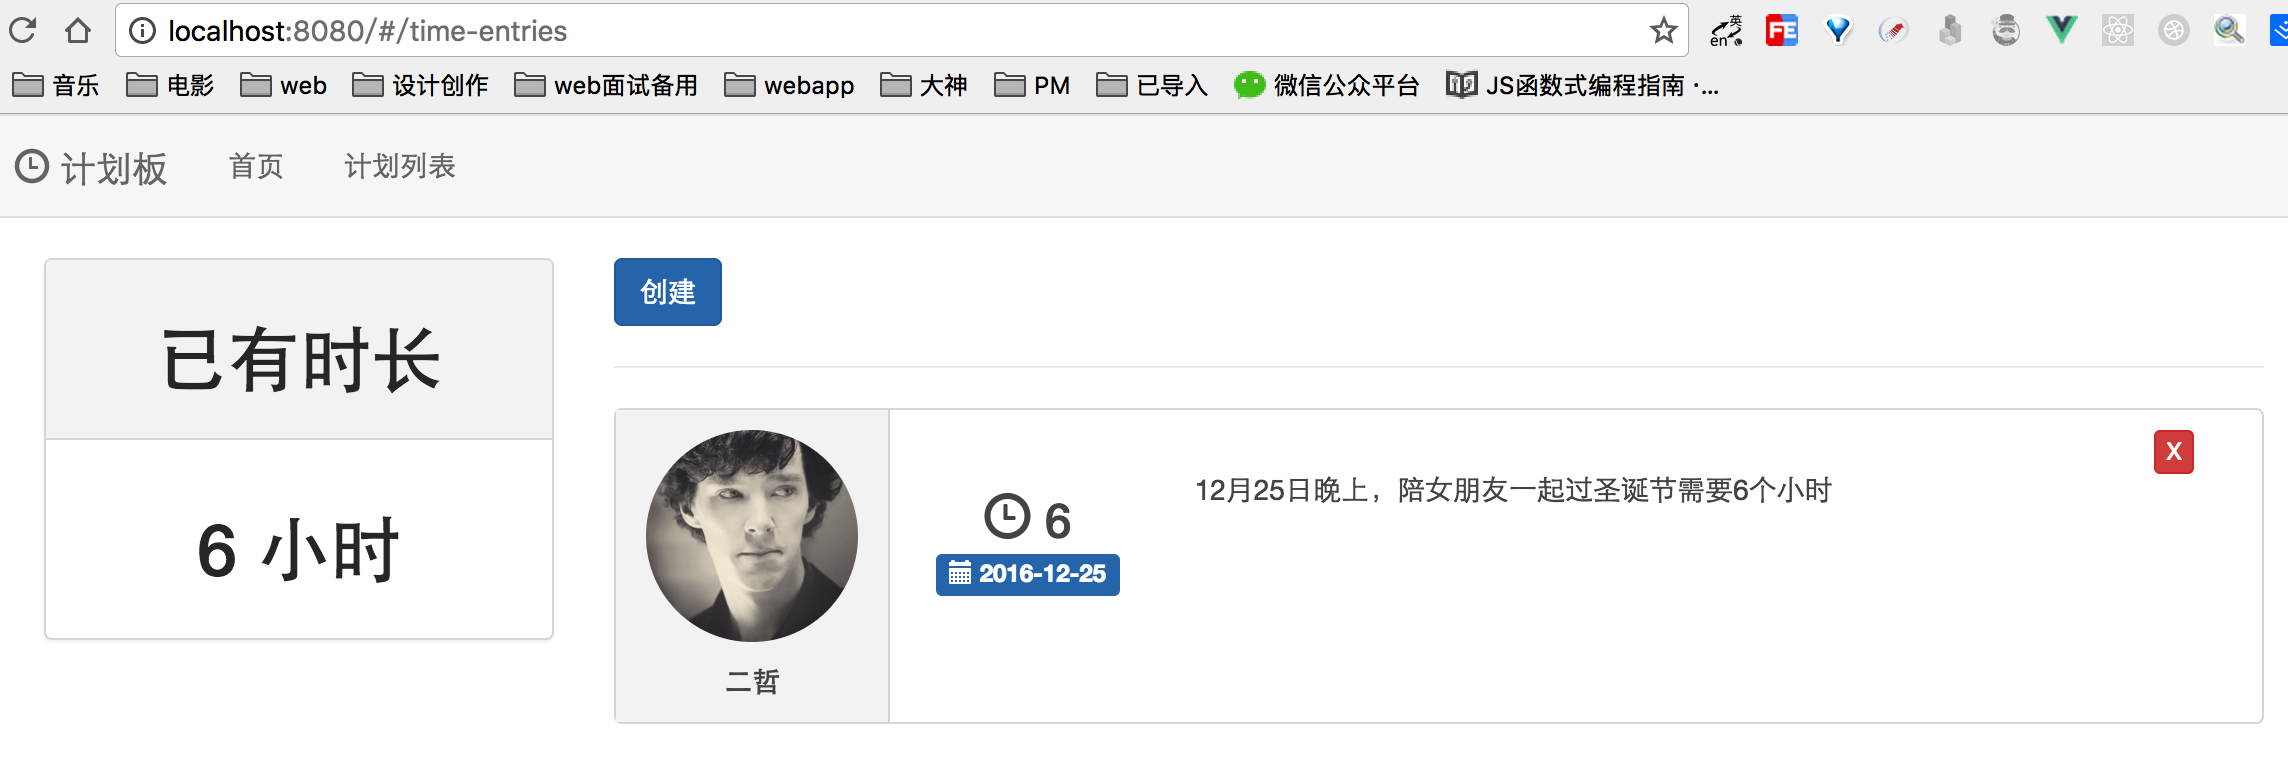 localhost:8080/#/time-entries
英
en
FE
音乐 电影 web 设计创作 web面试备用 webapp 大神 PM 已导入 微信公众平台 JS函数式编程指南 ·...
计划板 首页 计划列表
已有时长
6 小时
创建
X
12月25日晚上，陪女朋友一起过圣诞节需要6个小时
6
2016-12-25
二哲